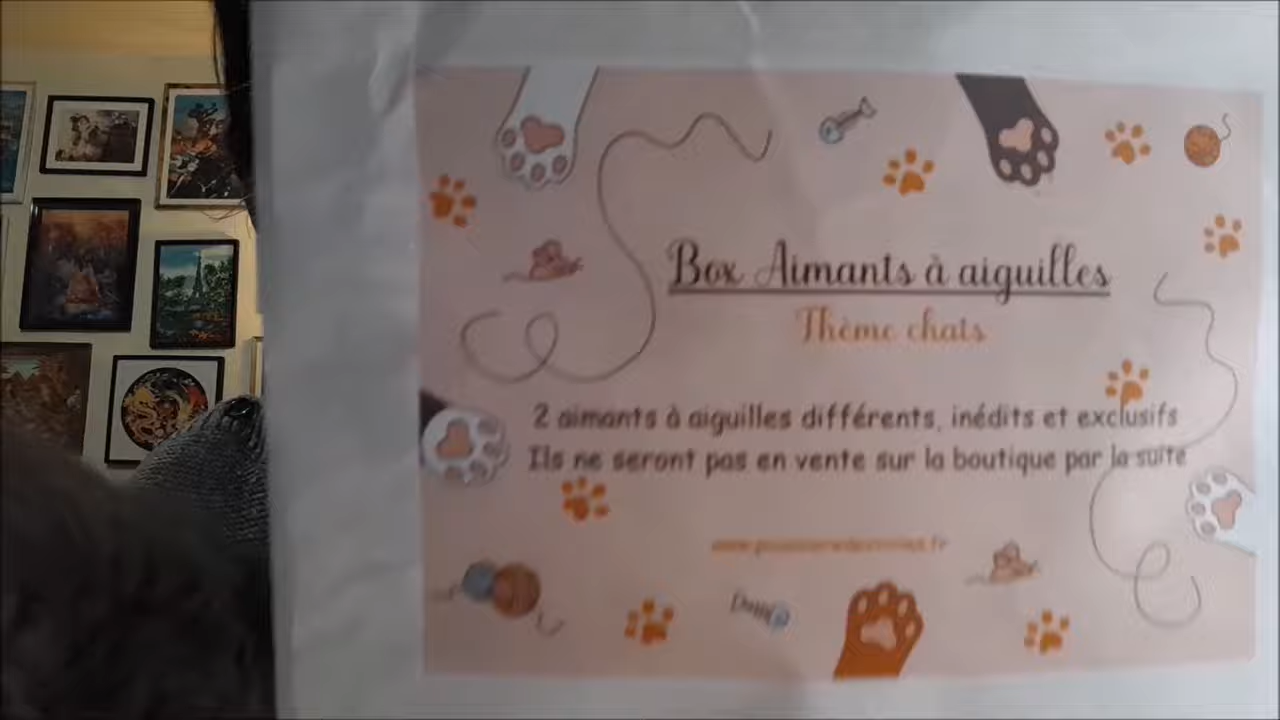 Box Aimants à aiguilles
Thème chats
2 aimants à aiguilles différents, inédits et exclusifs
Ils ne seront pas en vente sur la boutique par la suite